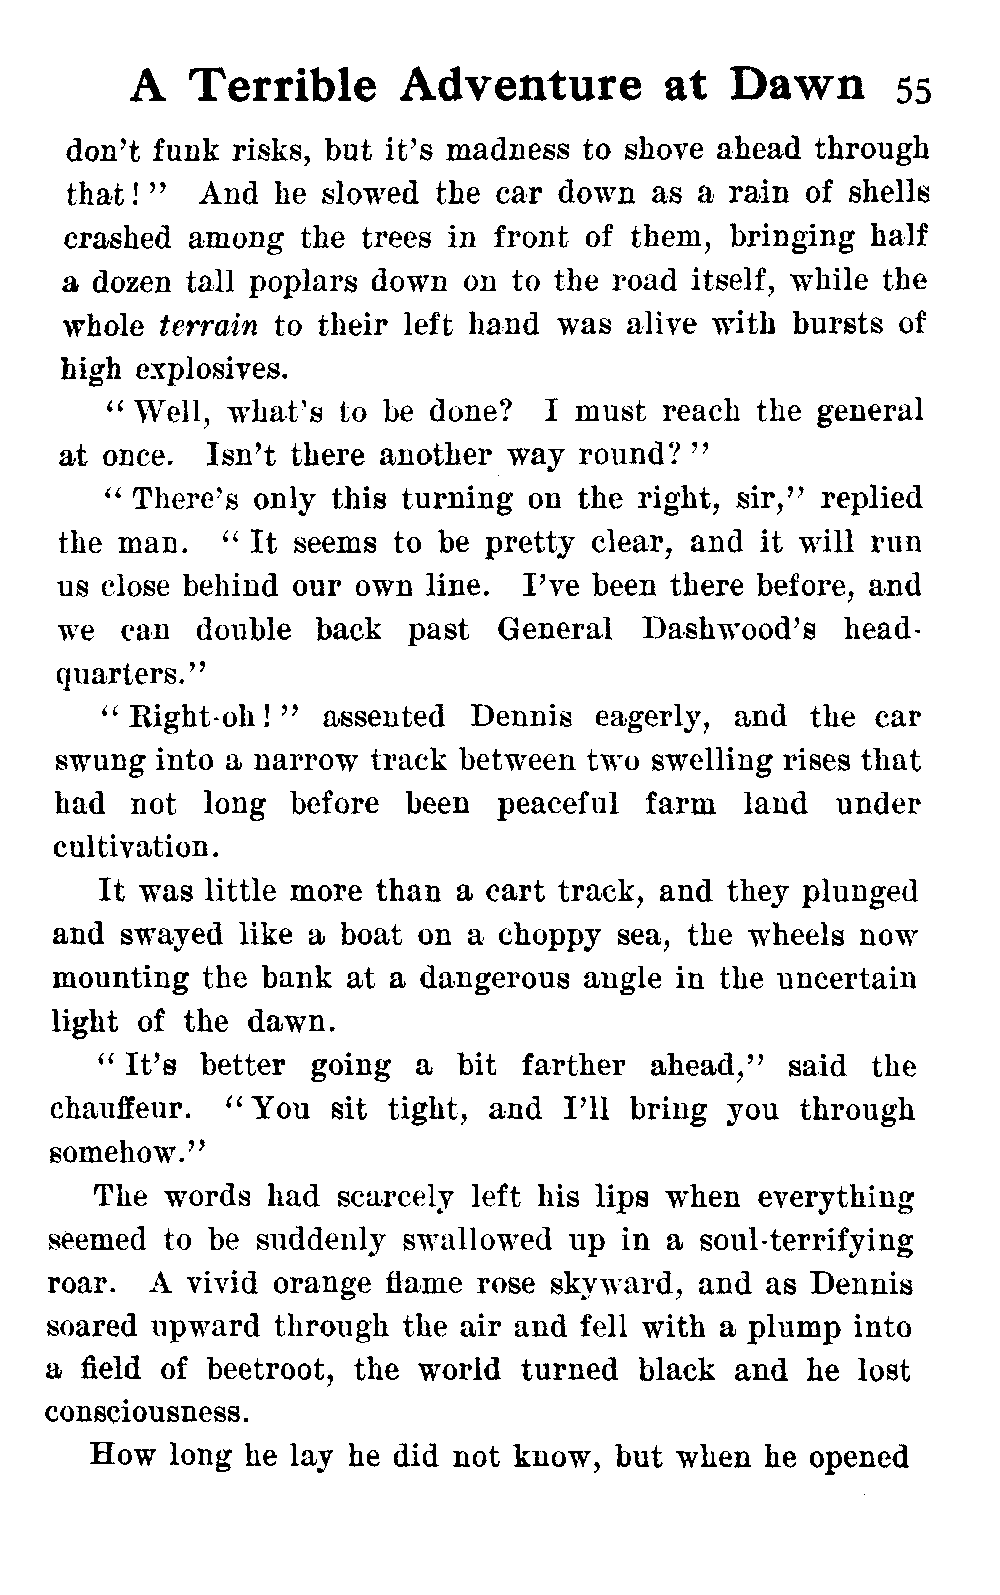 A Terrible Adventure at Dawn 55
don't funk risks, but it's madness to shove ahead through
that!" And he slowed the car down as a rain of shells
crashed among the trees in front of them, bringing half
a dozen tall poplars down on to the road itself, while the
whole terrain to their left hand was alive with bursts of
high explosives.
"Well, what's to be done? I must reach the general
at once. Isn't there another way round?"
"There's only this turning on the right, sir," replied
the man. "It seems to be pretty clear, and it will run
us close behind our own line. I've been there before, and
we can double back past General Dashwood's head-
quarters."
"Right-oh!" assented Dennis eagerly, and the car
swung into a narrow track between two swelling rises that
had not long before been peaceful farm land under
cultivation.
It was little more than a cart track, and they plunged
and swayed like a boat on a choppy sea, the wheels now
mounting the bank at a dangerous angle in the uncertain
light of the dawn.
"It's better going a bit farther ahead," said the
chauffeur. "You sit tight, and I'll bring you through
somehow."
The words had scarcely left his lips when everything
seemed to be suddenly swallowed up in a soul-terrifying
roar. A vivid orange flame rose skyward, and as Dennis
soared upward through the air and fell with a plump into
a field of beetroot, the world turned black and he lost
consciousness.
How long he lay he did not know, but when he opened